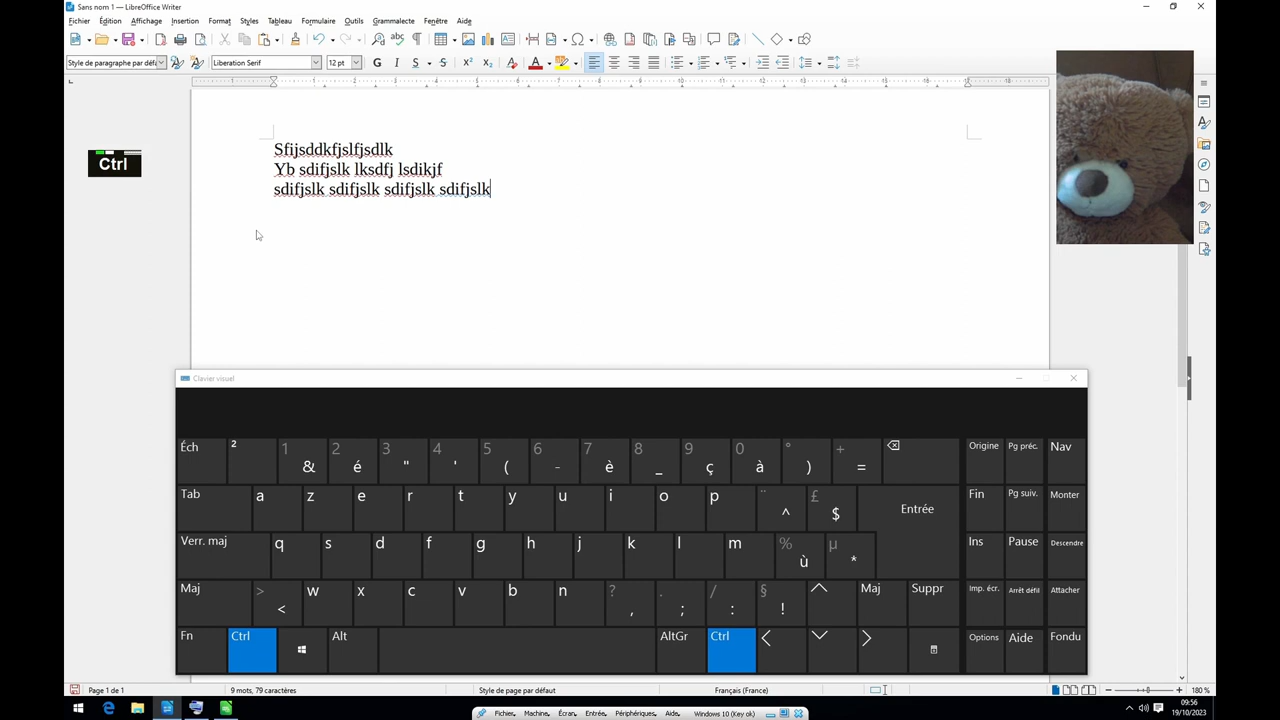 Sans nom 1 — LibreOffice Writer
Fichier Édition Affichage Insertion Format Styles Tableau Formulaire Outils Grammalecte Fenêtre Aide
Style de paragraphe par défa Liberation Serif 12 pt G I S S
Ctrl
Sfijsddkfjslfjsdlk
Yb sdifjslk lksdfj lsdikjf
sdifjslk sdifjslk sdifjslk sdifjslk
Clavier visuel
Éch ² 1 & 2 é 3 " 4 ' 5 ( 6 - 7 è 8 _ 9 ç 0 à ° ) + = Origine Pg préc. Nav
Tab a z e r t y u i o p ¨ ^ £ $ Entrée Fin Pg suiv. Monter
Verr. maj q s d f g h j k l m % ù µ * Ins Pause Descendre
Maj > < w x c v b n ? , . ; / : § ! Maj Suppr Imp. écr. Arrêt défil Attacher
Fn Ctrl Alt AltGr Ctrl Options Aide Fondu
Page 1 de 1 9 mots, 79 caractères Style de page par défaut Français (France) 180 %
09:56
19/10/2023
Fichier Machine Écran Entrée Périphériques Aide Windows 10 (Key ok)